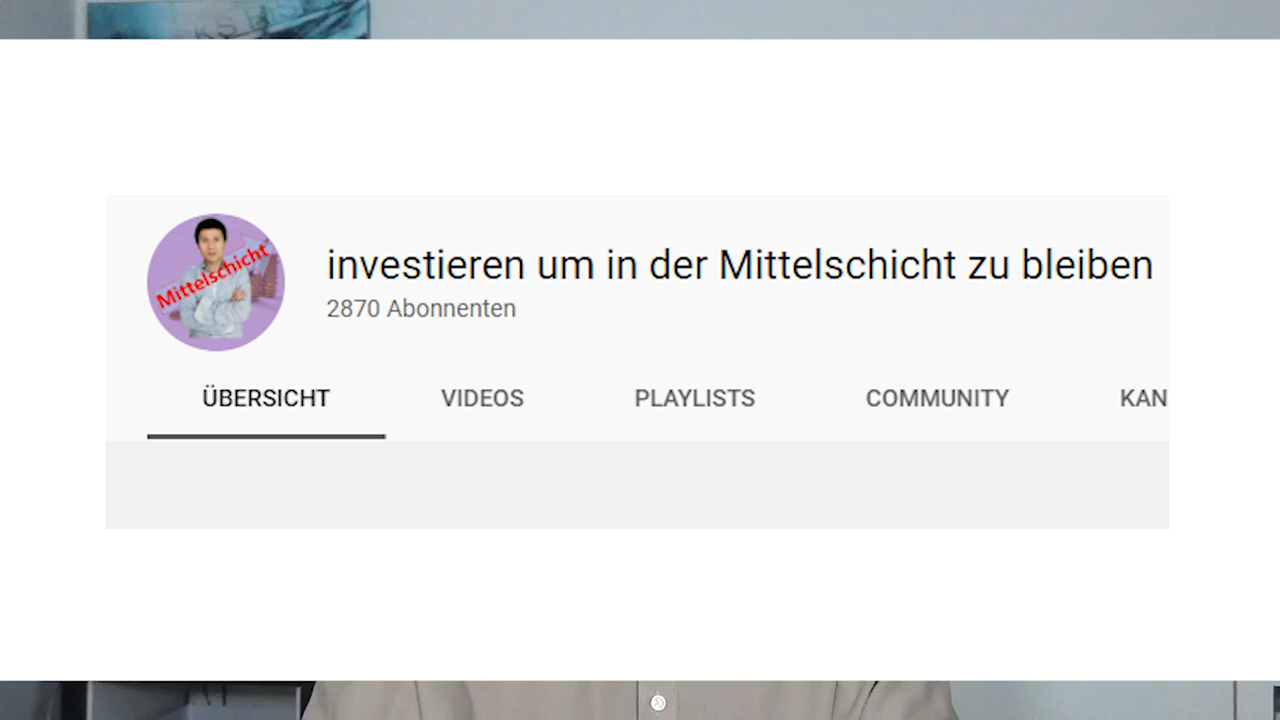 Mittelschicht
investieren um in der Mittelschicht zu bleiben
2870 Abonnenten
ÜBERSICHT
VIDEOS
PLAYLISTS
COMMUNITY
KAN